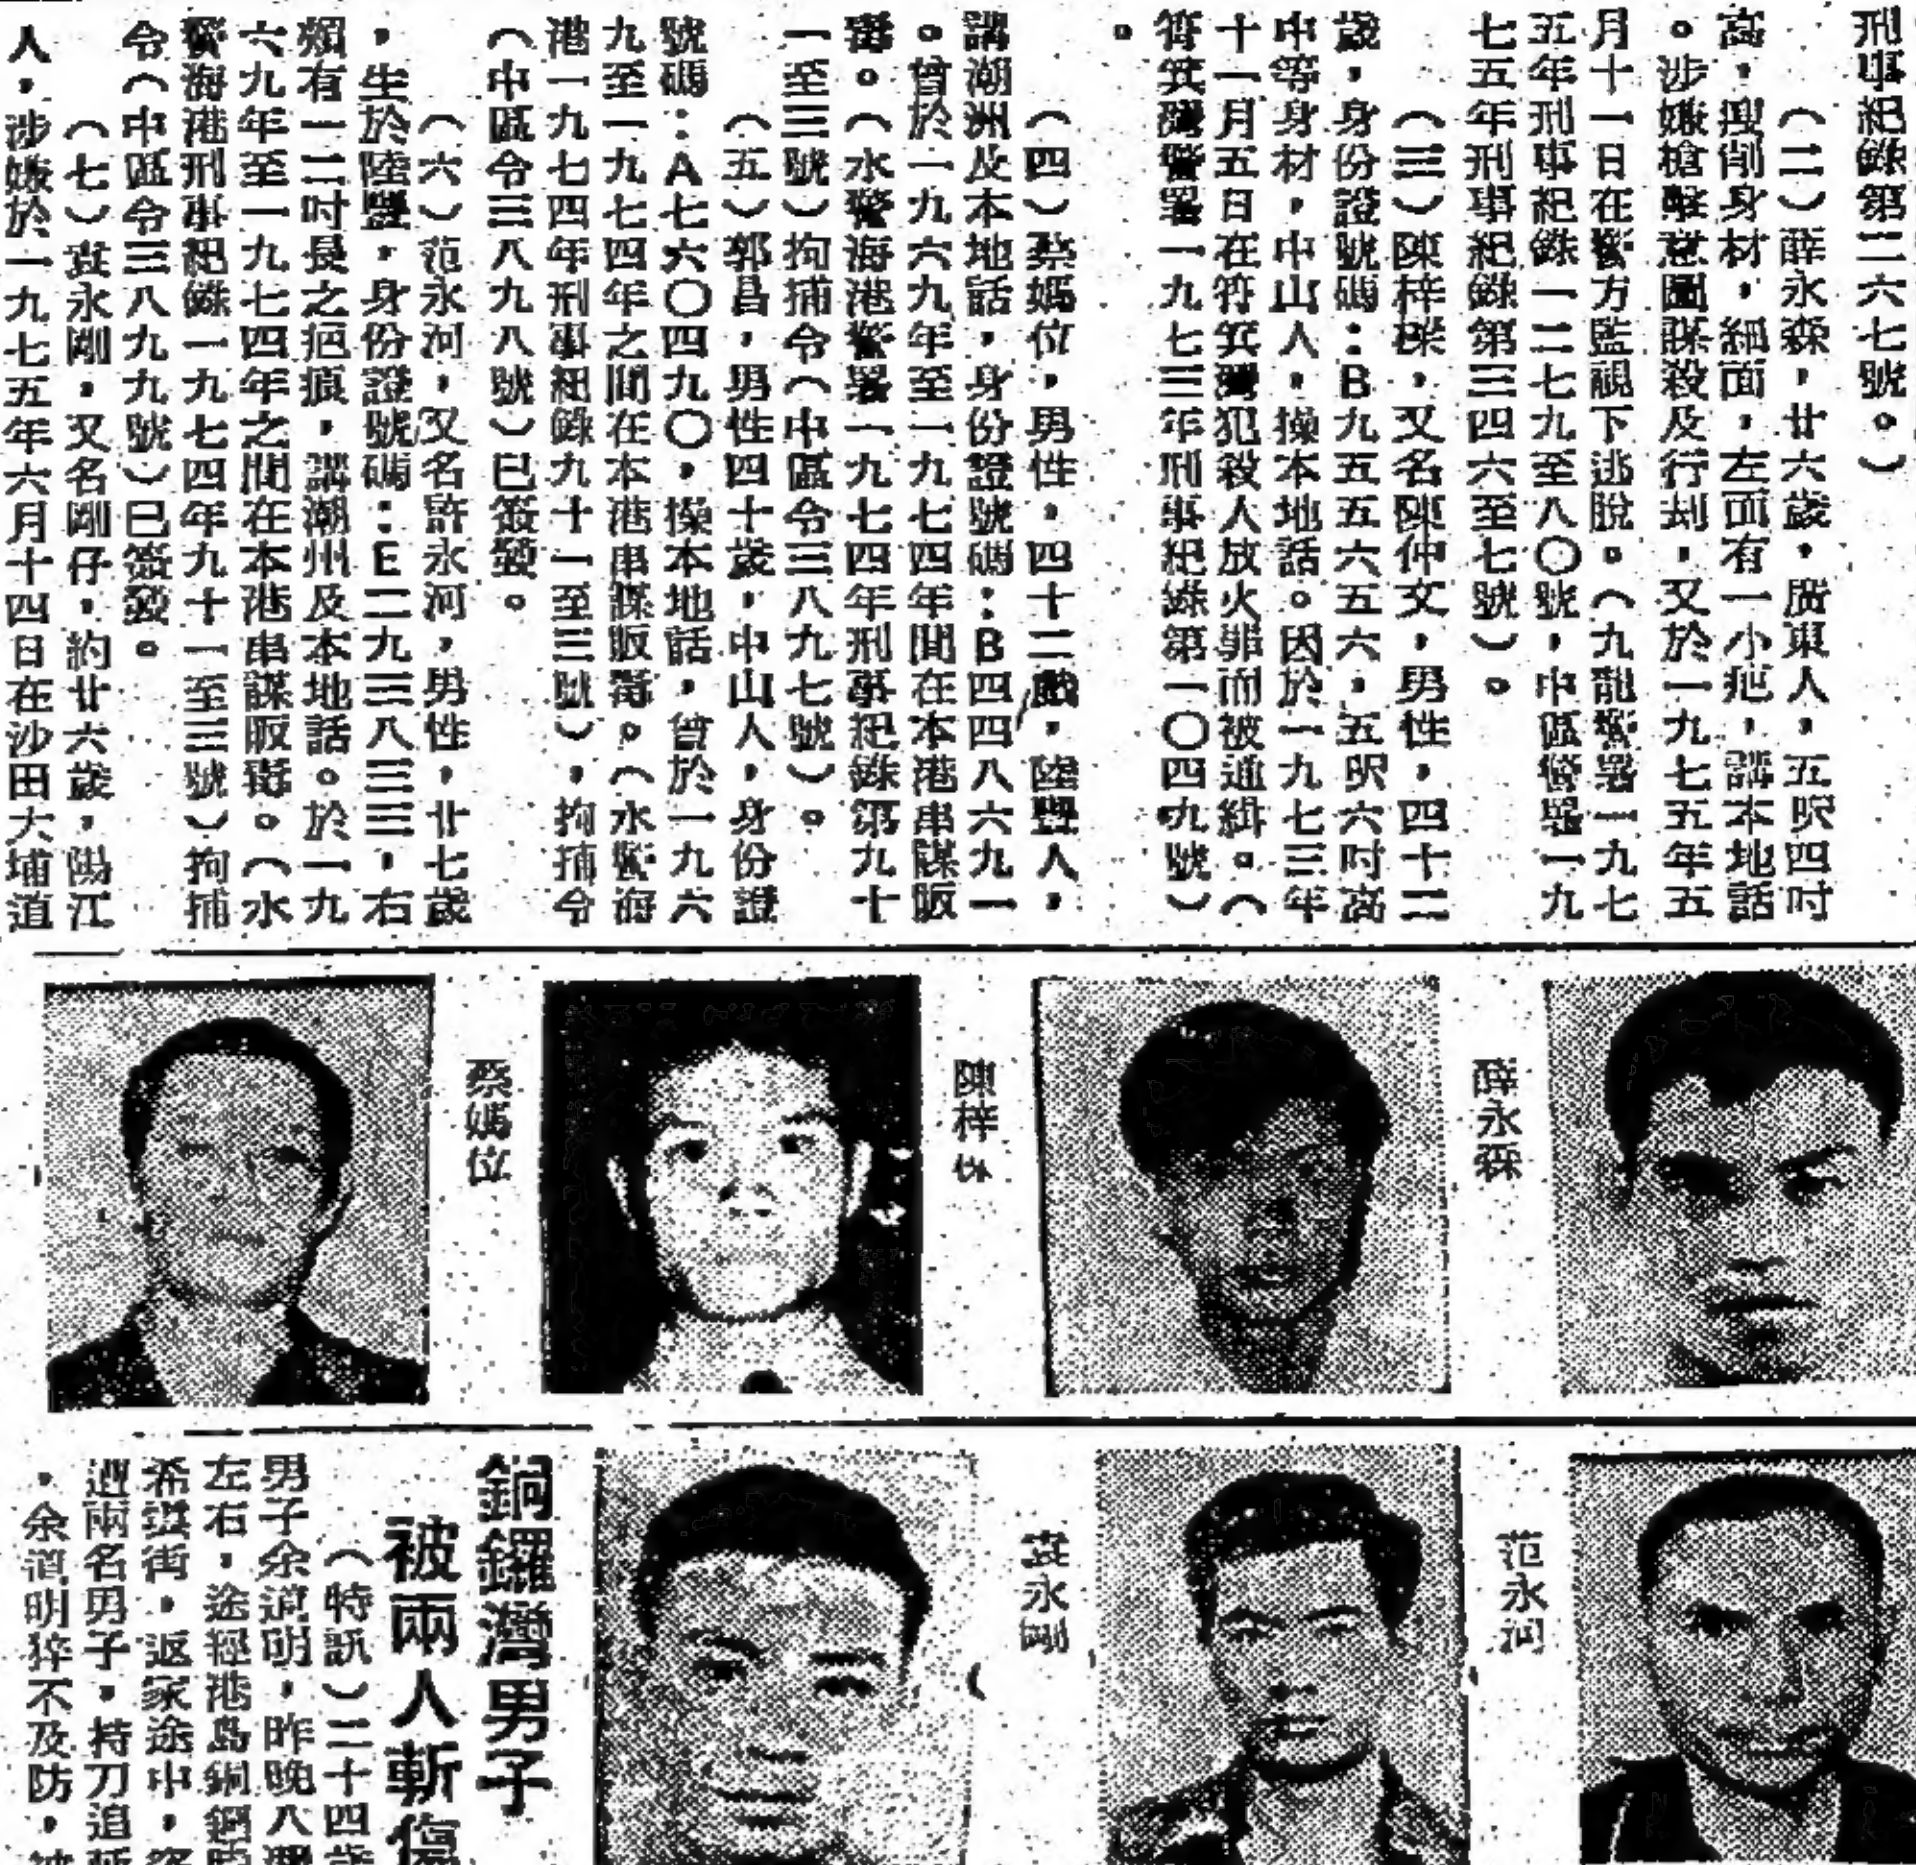 刑事紀錄第二六七號。）
（二）薛永森，廿六歲，廣東人，五呎四吋
高，瘦削身材，細面，左面有一小疤，講本地話
。涉嫌槍擊意圖謀殺及行刦，又於一九七五年五
月十一日在警方監視下逃脫。（九龍警署一九七
五年刑事紀錄一二七九至八〇號，中區警署一九
七五年刑事紀錄第三四六至七號）。
（三）陳梓樑，又名陳仲文，男性，四十二
歲，身份證號碼：B九五五六五六，五呎六吋高
中等身材，中山人，操本地話。因於一九七三年
十一月五日在筲箕灣犯殺人放火罪而被通緝。（
筲箕灣警署一九七三年刑事紀錄第一〇四九號）
。
（四）蔡媽位，男性，四十二歲，陸豐人，
講湖洲及本地話，身份證號碼：B四四八六九一
。曾於一九六九年至一九七四年間在本港串謀販
毒。（水警海港警署一九七四年刑事紀錄第九十
一至三號）拘捕令（中區令三八九七號）。
（五）郭昌，男性四十歲，中山人，身份證
號碼：A七六〇四九〇，操本地話，曾於一九六
九至一九七四年之間在本港串謀販毒。（水警海
港一九七四年刑事紀錄九十一至三號），拘捕令
（中區令三八九八號）已簽發。
（六）范永河，又名許永河，男性，廿七歲
，生於陸豐，身份證號碼：E二九三八三三，右
頰有一二吋長之疤痕，講潮州及本地話。於一九
六九年至一九七四年之間在本港串謀販毒。（水
警海港刑事紀錄一九七四年九十一至三號）拘捕
令（中區令三八九九號）已簽發。
（七）袁永剛，又名剛仔，約廿六歲，陽江
人，涉嫌於一九七五年六月十四日在沙田大埔道
薛永森
陳梓
蔡媽位
范永河
袁永剛
銅鑼灣男子
被兩人斬傷
（特訊）二十四歲
男子余道明，昨晚八
左右，途經港島銅鑼
希街，返家途中，
兩名男子，持刀追
，余道明猝不及防，被